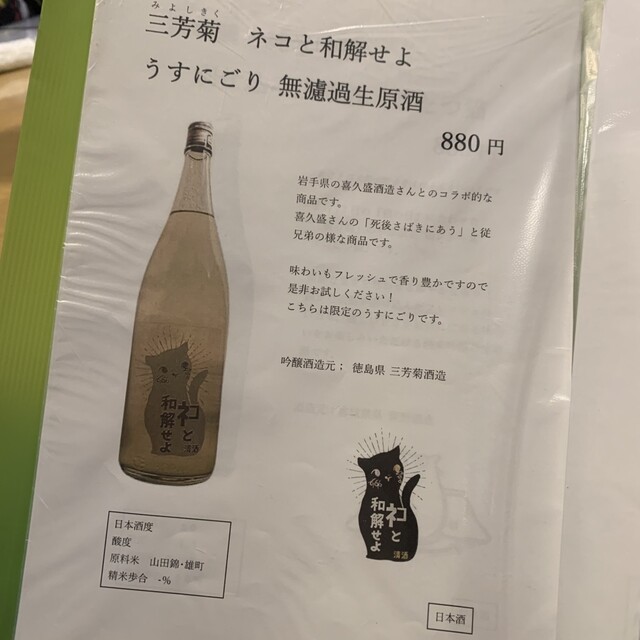 みよしきく
三芳菊　ネコと和解せよ
うすにごり 無濾過生原酒
880 円
岩手県の喜久盛酒造さんとのコラボ的な
商品です。
喜久盛さんの「死後さばきにあう」と従
兄弟の様な商品です。
味わいもフレッシュで香り豊かですので
是非お試しください！
こちらは限定のうすにごりです。
吟醸酒造元； 徳島県 三芳菊酒造
ネコと
和解せよ
清酒
ネコと
和解せよ
清酒
日本酒度
酸度
原料米　山田錦・雄町
精米歩合　-％
日本酒